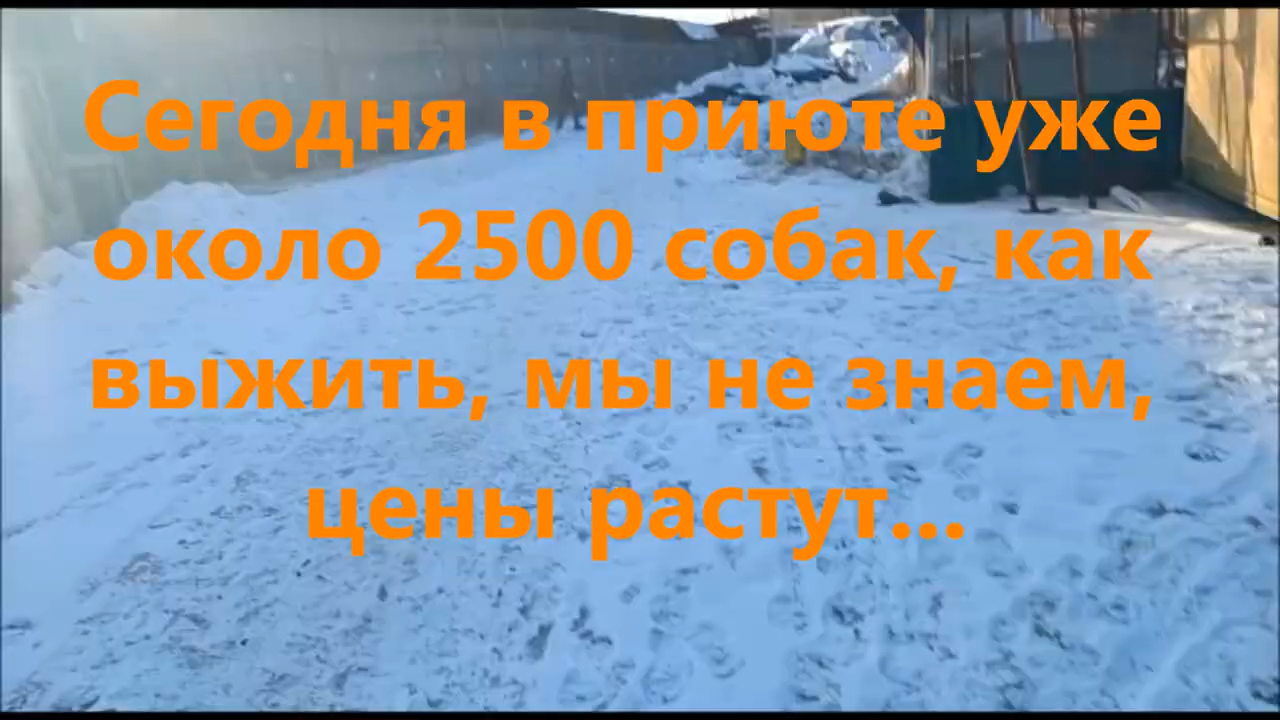 Сегодня в приюте уже
около 2500 собак, как
выжить, мы не знаем,
цены растут...